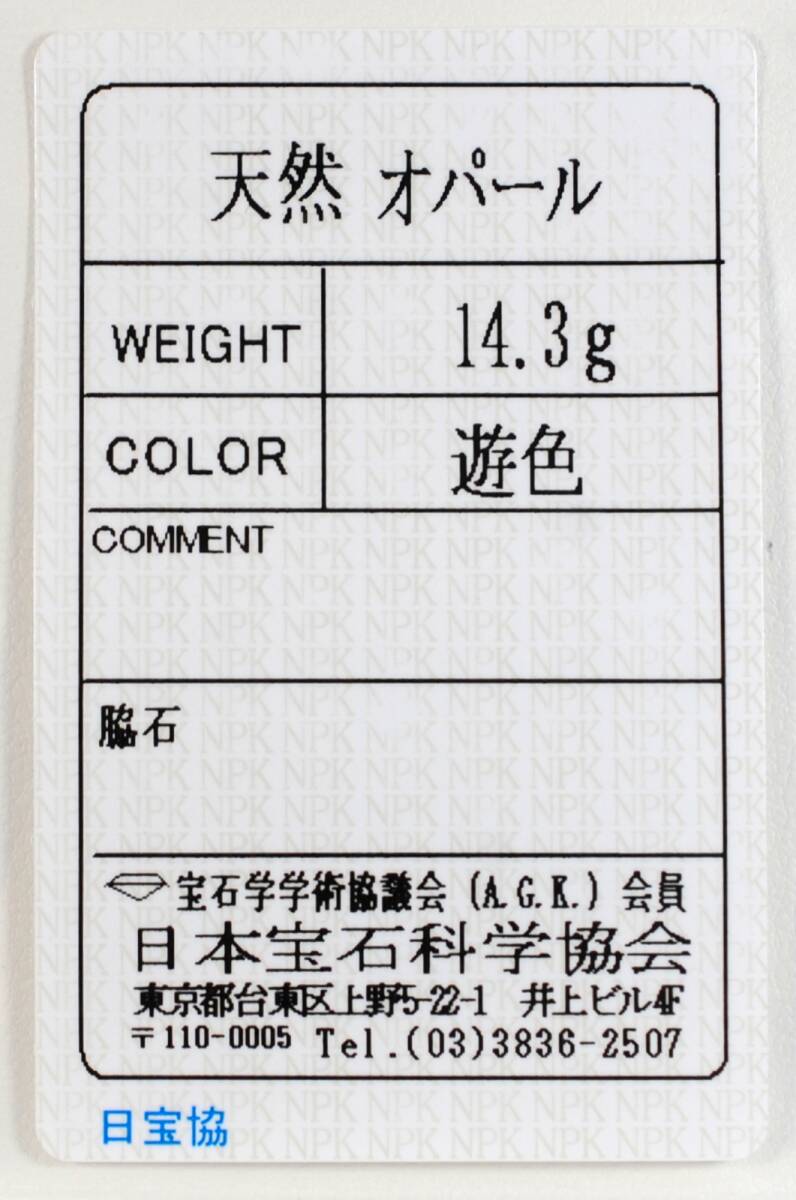 天然 オパール
WEIGHT 14.3g
COLOR 遊色
COMMENT
脇石
宝石学学術協議会 (A.G.K.) 会員
日本宝石科学協会
東京都台東区上野5-22-1 井上ビル4F
〒110-0005 Tel.(03)3836-2507
日宝協